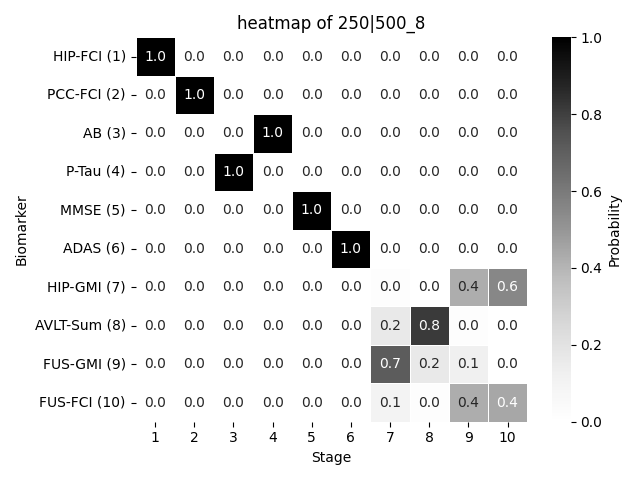 heatmap of 250|500_8
HIP-FCI (1) 1.0 0.0 0.0 0.0 0.0 0.0 0.0 0.0 0.0 0.0
PCC-FCI (2) 0.0 1.0 0.0 0.0 0.0 0.0 0.0 0.0 0.0 0.0
AB (3) 0.0 0.0 0.0 1.0 0.0 0.0 0.0 0.0 0.0 0.0
P-Tau (4) 0.0 0.0 1.0 0.0 0.0 0.0 0.0 0.0 0.0 0.0
MMSE (5) 0.0 0.0 0.0 0.0 1.0 0.0 0.0 0.0 0.0 0.0
ADAS (6) 0.0 0.0 0.0 0.0 0.0 1.0 0.0 0.0 0.0 0.0
HIP-GMI (7) 0.0 0.0 0.0 0.0 0.0 0.0 0.0 0.0 0.4 0.6
AVLT-Sum (8) 0.0 0.0 0.0 0.0 0.0 0.0 0.2 0.8 0.0 0.0
FUS-GMI (9) 0.0 0.0 0.0 0.0 0.0 0.0 0.7 0.2 0.1 0.0
FUS-FCI (10) 0.0 0.0 0.0 0.0 0.0 0.0 0.1 0.0 0.4 0.4
1 2 3 4 5 6 7 8 9 10
Stage
Biomarker
1.0
0.8
0.6
0.4
0.2
0.0
Probability